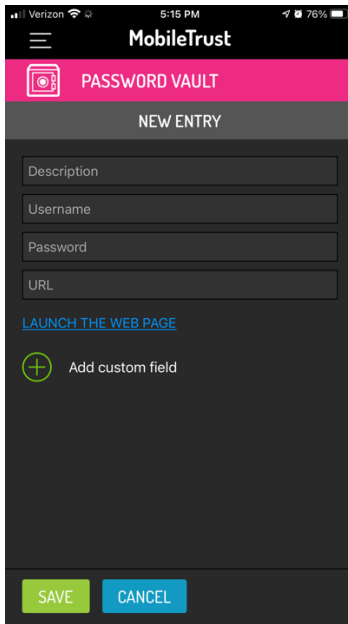 Verizon 5:15 PM 76%
MobileTrust
PASSWORD VAULT
NEW ENTRY
Description
Username
Password
URL
LAUNCH THE WEB PAGE
Add custom field
SAVE CANCEL